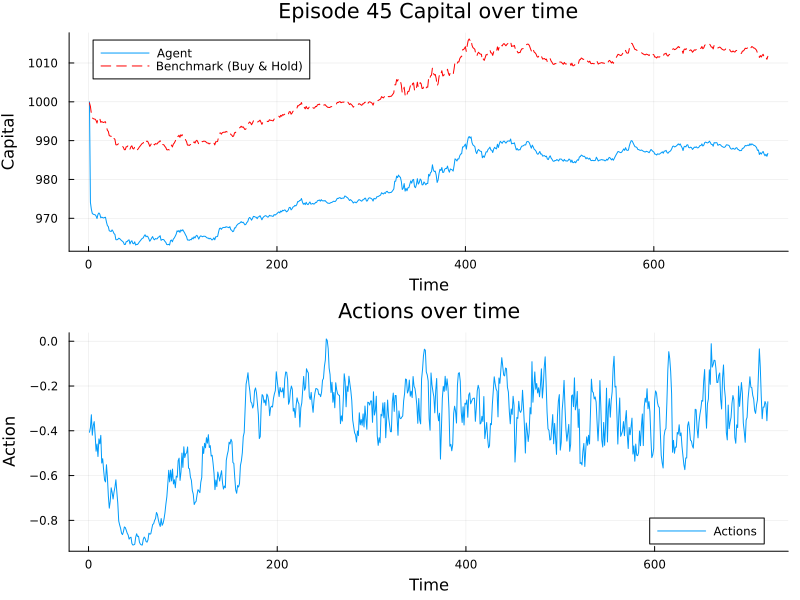 Episode 45 Capital over time
Agent
Benchmark (Buy & Hold)
1010
1000
990
980
970
Capital
0
200
400
600
Time
Actions over time
0.0
−0.2
−0.4
−0.6
−0.8
Action
Actions
0
200
400
600
Time